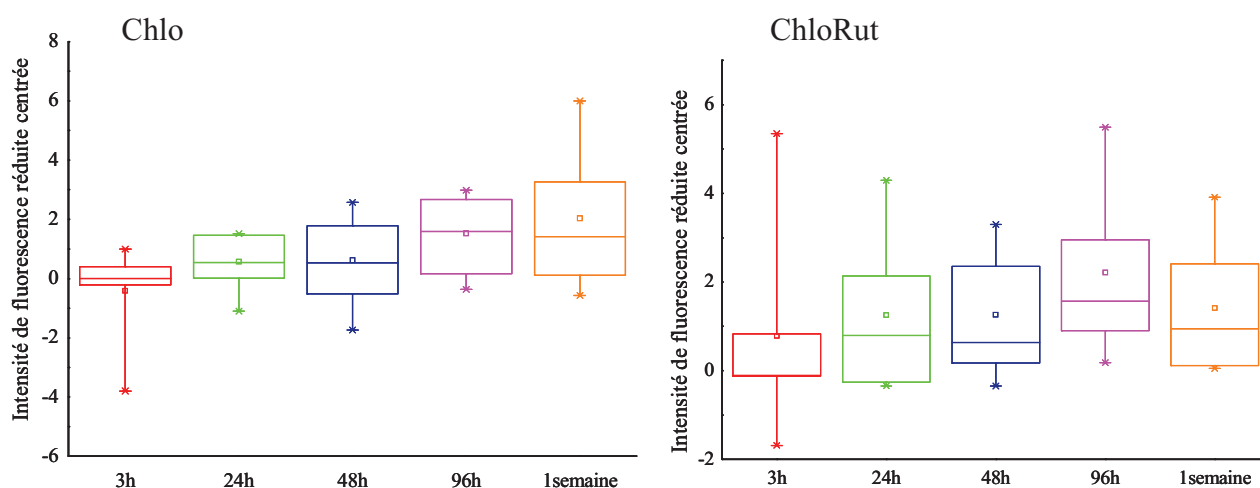 Chlo
Intensité de fluorescence réduite centrée
8
6
4
2
0
-2
-4
-6
3h
24h
48h
96h
1semaine
ChloRut
Intensité de fluorescence réduite centrée
6
4
2
0
-2
3h
24h
48h
96h
1semaine